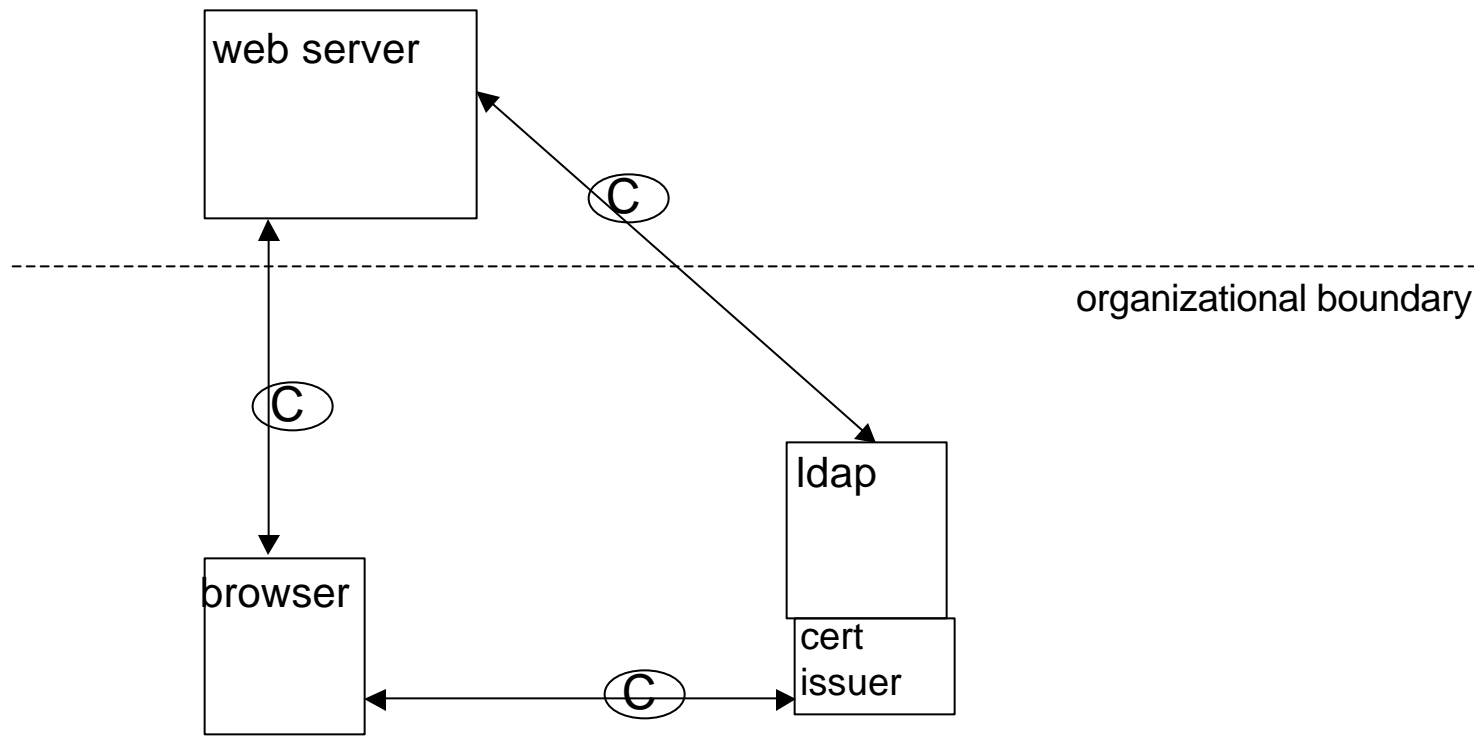 web server
C
organizational boundary
C
ldap
browser
cert
issuer
C